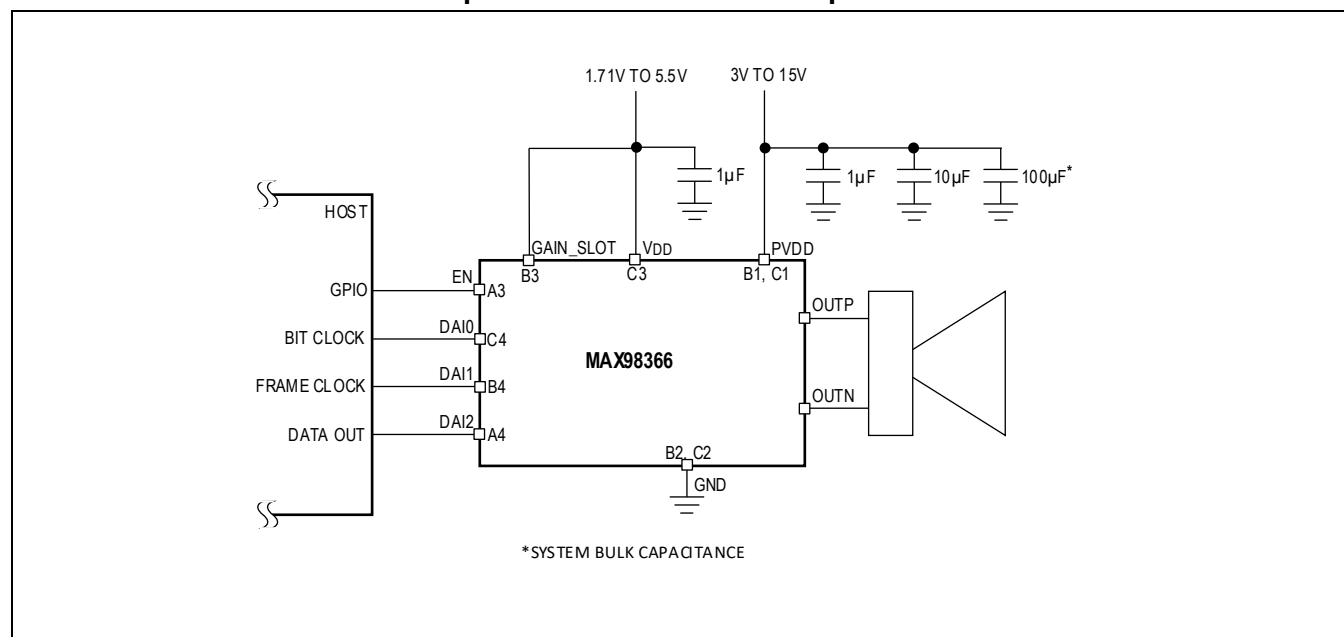 1.71V TO 5.5V
3V TO 15V
1µF
1µF
10µF
100µF*
HOST
GAIN_SLOT
VDD
PVDD
B3
C3
B1, C1
GPIO
EN
A3
BIT CLOCK
DAI0
C4
FRAME CLOCK
DAI1
B4
DATA OUT
DAI2
A4
MAX98366
OUTP
OUTN
B2, C2
GND
*SYSTEM BULK CAPACITANCE